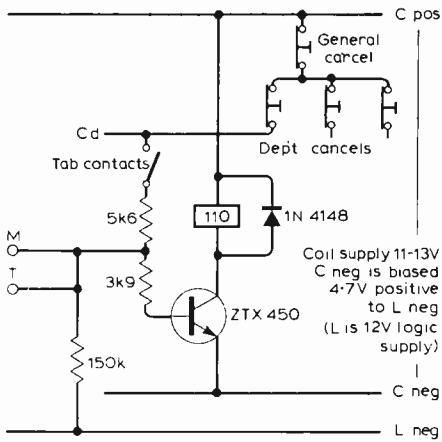 C pos
General
carcel
Cd
Dept cancels
Tab contacts
5k6
110
1N 4148
M
T
3k9
ZTX 450
Coil supply 11-13V
C neg is biased
4·7V positive
to L neg
(L is 12V logic
supply)
150k
C neg
L neg